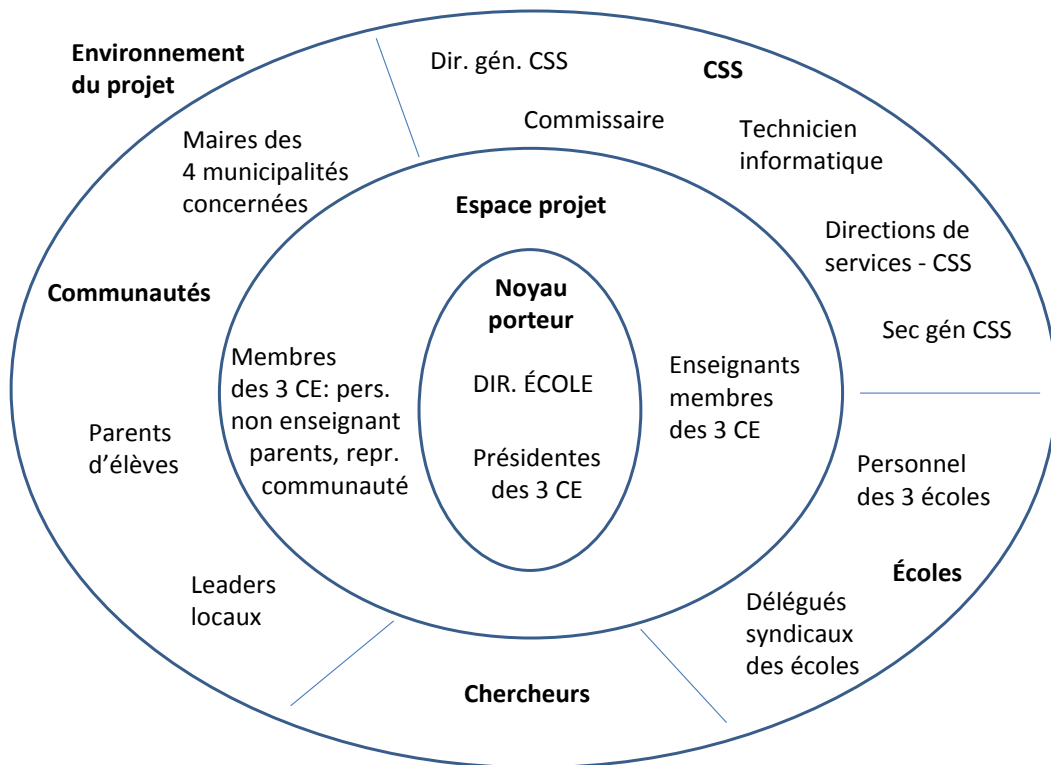 Environnement
du projet
Dir. gén. CSS
CSS
Commissaire
Technicien
informatique
Maires des
4 municipalités
concernées
Espace projet
Directions de
services - CSS
Communautés
Noyau
porteur
Sec gén CSS
Membres
des 3 CE: pers.
non enseignant
parents, repr.
communauté
DIR. ÉCOLE
Enseignants
membres
des 3 CE
Parents
d’élèves
Présidentes
des 3 CE
Personnel
des 3 écoles
Écoles
Leaders
locaux
Délégués
syndicaux
des écoles
Chercheurs